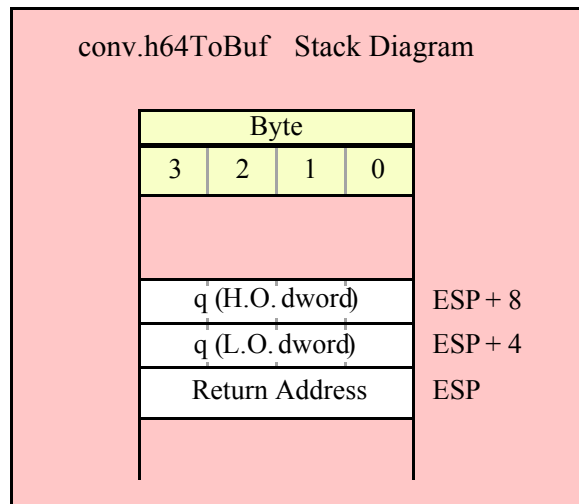 conv.h64ToBuf Stack Diagram
Byte
3 2 1 0
q (H.O. dword) ESP + 8
q (L.O. dword) ESP + 4
Return Address ESP